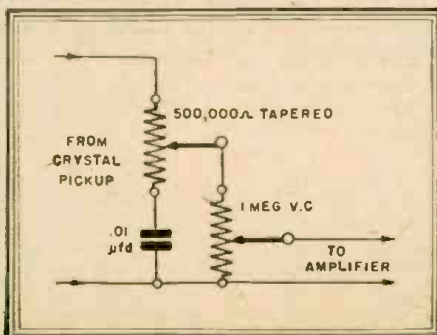 500,000Ω TAPERED
FROM
CRYSTAL
PICKUP
1 MEG V.C
.01
µfd
TO
AMPLIFIER